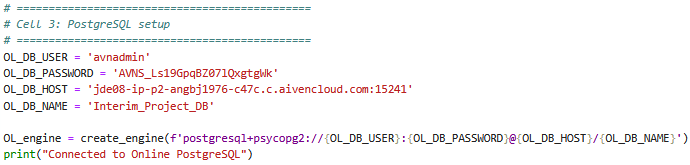 # =============================================
# Cell 3: PostgreSQL setup
# =============================================
OL_DB_USER = 'avnadmin'
OL_DB_PASSWORD = 'AVNS_Ls19GpqBZ07lQxgtgWk'
OL_DB_HOST = 'jde08-ip-p2-angbj1976-c47c.c.aivencloud.com:15241'
OL_DB_NAME = 'Interim_Project_DB'

OL_engine = create_engine(f'postgresql+psycopg2://{OL_DB_USER}:{OL_DB_PASSWORD}@{OL_DB_HOST}/{OL_DB_NAME}')
print("Connected to Online PostgreSQL")